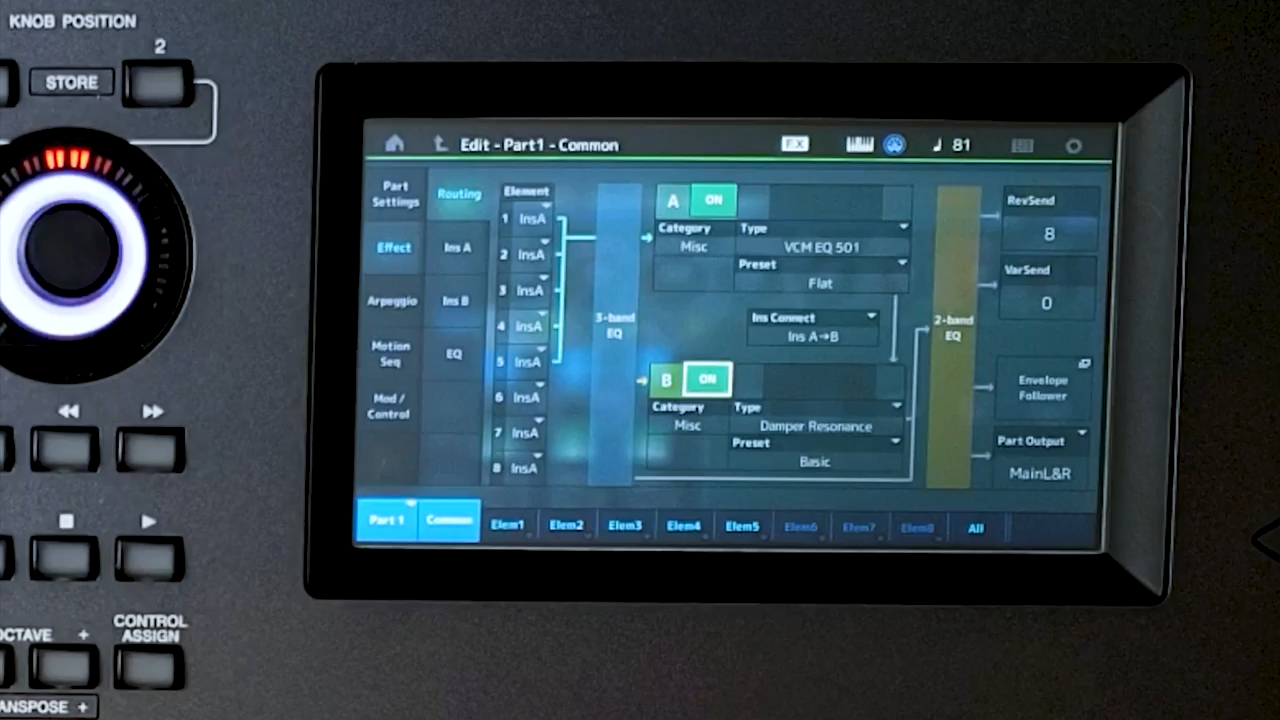 KNOB POSITION
2
STORE
Edit - Part1 - Common
FX
81
Part
Settings
Effect
Arpeggio
Motion
Seq
Mod /
Control
Routing
Ins A
Ins B
EQ
Element
1 InsA
2 InsA
3 InsA
4 InsA
5 InsA
6 InsA
7 InsA
8 InsA
3-band
EQ
A ON
Category
Misc
Type
VCM EQ 501
Preset
Flat
Ins Connect
Ins A→B
B ON
Category
Misc
Type
Damper Resonance
Preset
Basic
2-band
EQ
RevSend
8
VarSend
0
Envelope
Follower
Part Output
MainL&R
Part 1 Common Elem1 Elem2 Elem3 Elem4 Elem5 Elem6 Elem7 Elem8 All
OCTAVE +
CONTROL
ASSIGN
ANSPOSE +